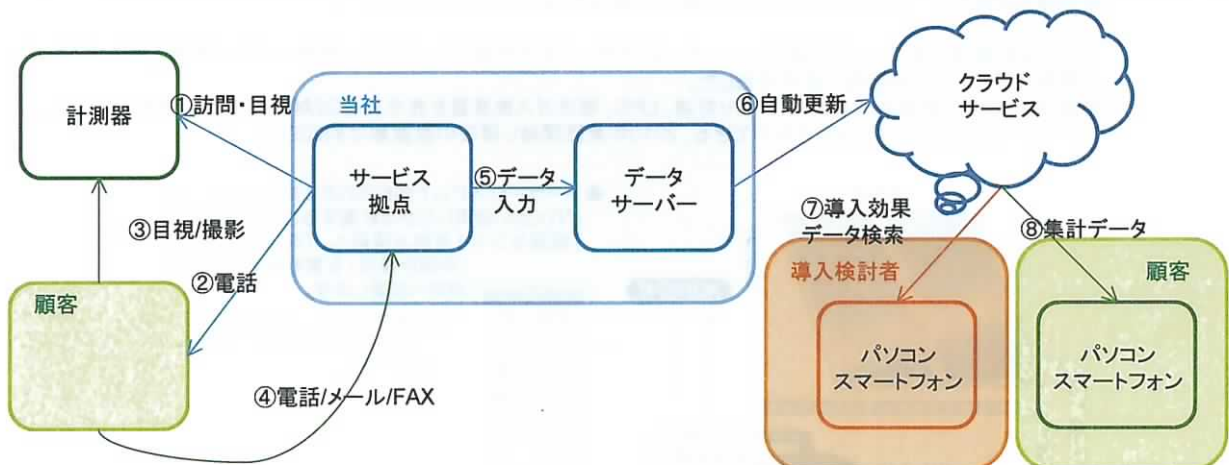 計測器
①訪問・目視
当社
サービス
拠点
⑤データ
入力
データ
サーバー
⑥自動更新
クラウド
サービス
③目視/撮影
②電話
顧客
④電話/メール/FAX
⑦導入効果
データ検索
⑧集計データ
導入検討者
パソコン
スマートフォン
顧客
パソコン
スマートフォン